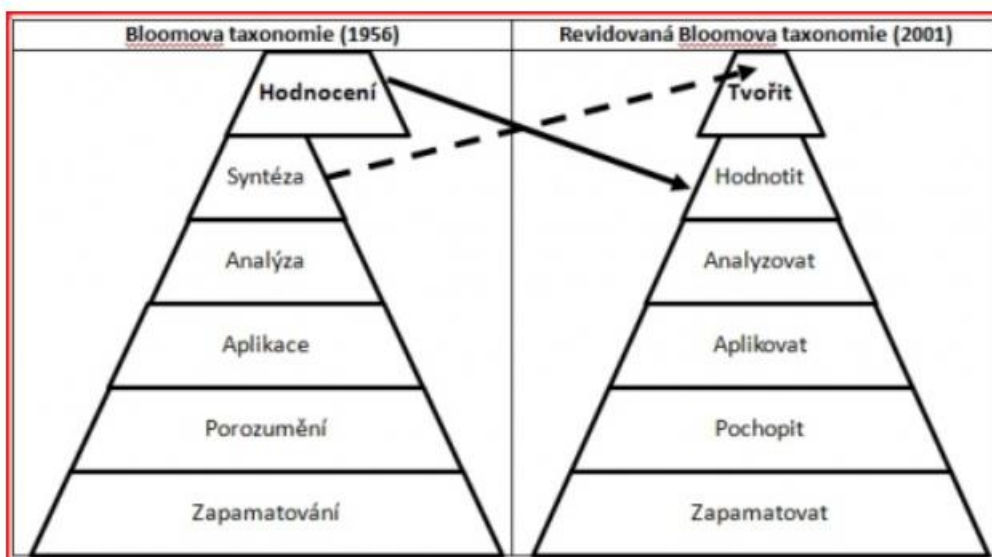 Bloomova taxonomie (1956)
Revidovaná Bloomova taxonomie (2001)
Hodnocení
Syntéza
Analýza
Aplikace
Porozumění
Zapamatování
Tvořit
Hodnotit
Analyzovat
Aplikovat
Pochopit
Zapamatovat